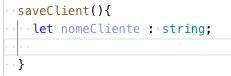 saveClient(){
let nomeCliente : string;
}